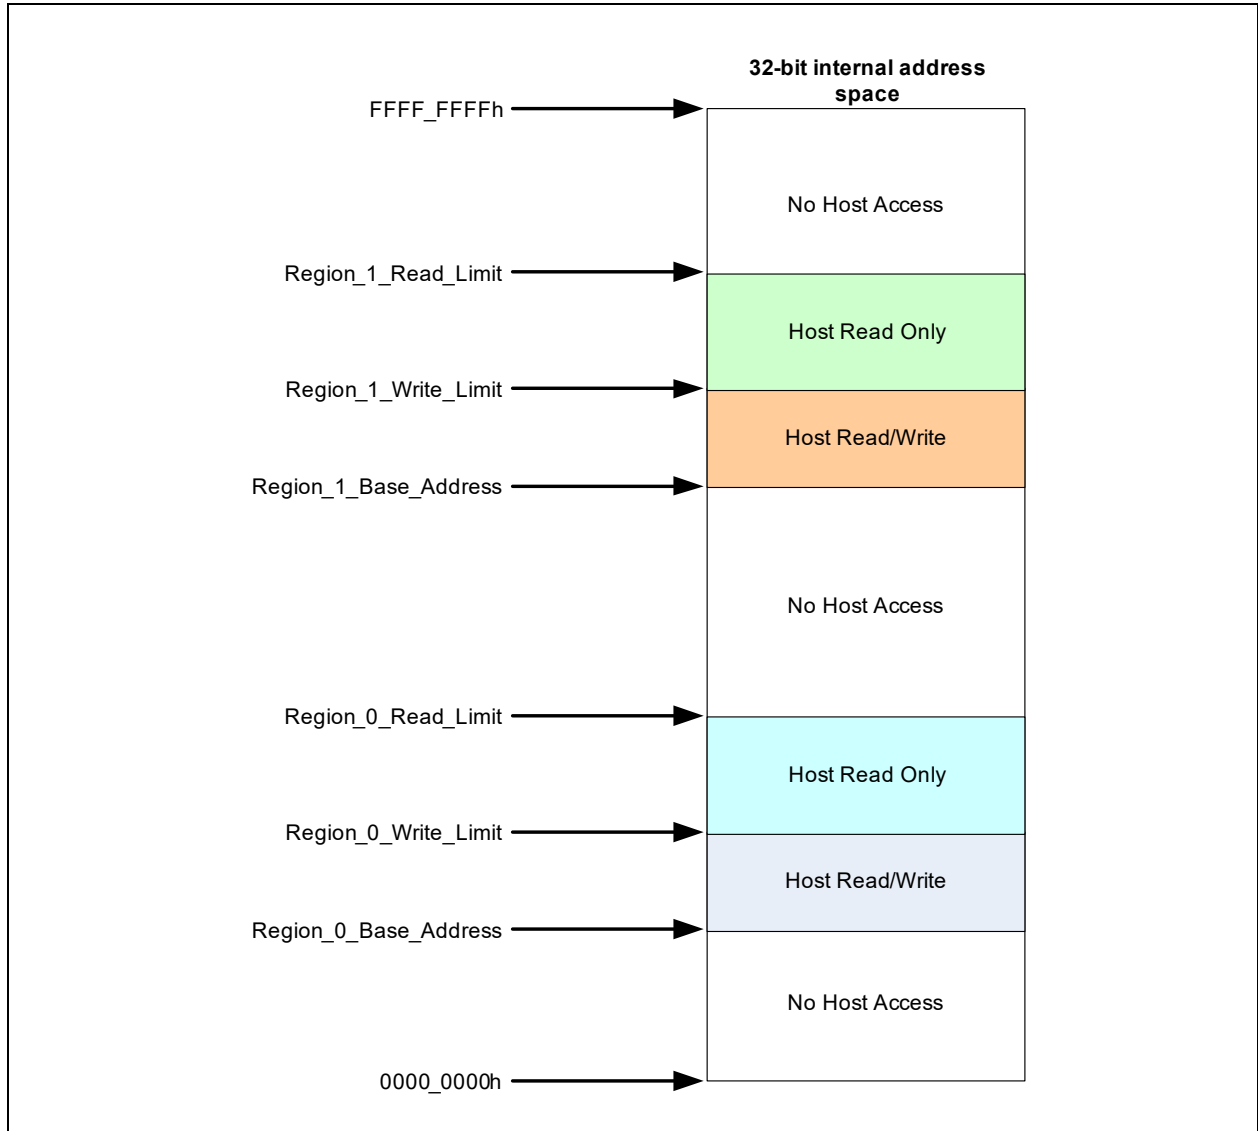 32-bit internal address
space
FFFF_FFFFh
No Host Access
Region_1_Read_Limit
Host Read Only
Region_1_Write_Limit
Host Read/Write
Region_1_Base_Address
No Host Access
Region_0_Read_Limit
Host Read Only
Region_0_Write_Limit
Host Read/Write
Region_0_Base_Address
No Host Access
0000_0000h